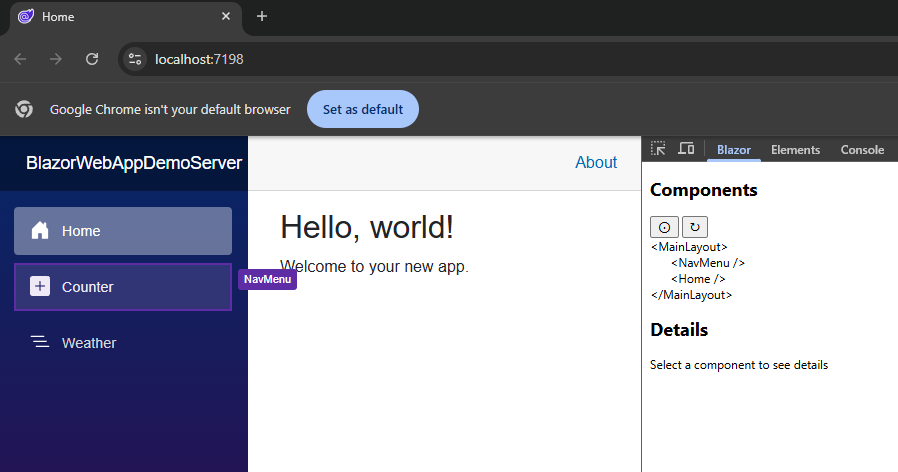 Home
localhost:7198
Google Chrome isn't your default browser
Set as default
BlazorWebAppDemoServer
About
Blazor
Elements
Console
Home
Counter
NavMenu
Weather
Hello, world!
Welcome to your new app.
Components
<MainLayout>
<NavMenu />
<Home />
</MainLayout>
Details
Select a component to see details